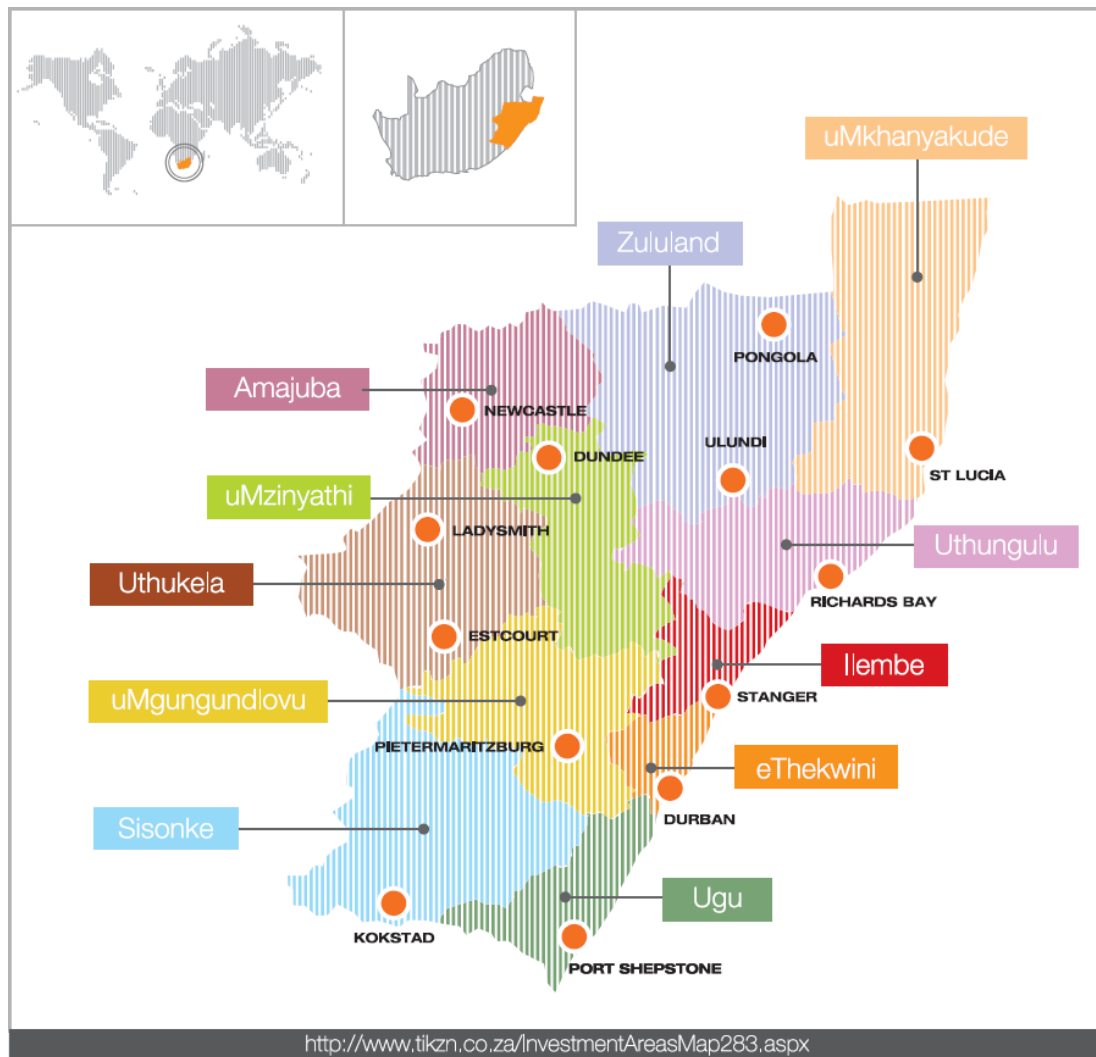 uMkhanyakude
Zululand
PONGOLA
Amajuba
NEWCASTLE
ULUNDI
DUNDEE
ST LUCIA
uMzinyathi
LADYSMITH
Uthungulu
Uthukela
RICHARDS BAY
ESTCOURT
Ilembe
uMgungundlovu
STANGER
PIETERMARITZBURG
eThekwini
DURBAN
Sisonke
Ugu
KOKSTAD
PORT SHEPSTONE
http://www.tikzn.co.za/InvestmentAreasMap283.aspx